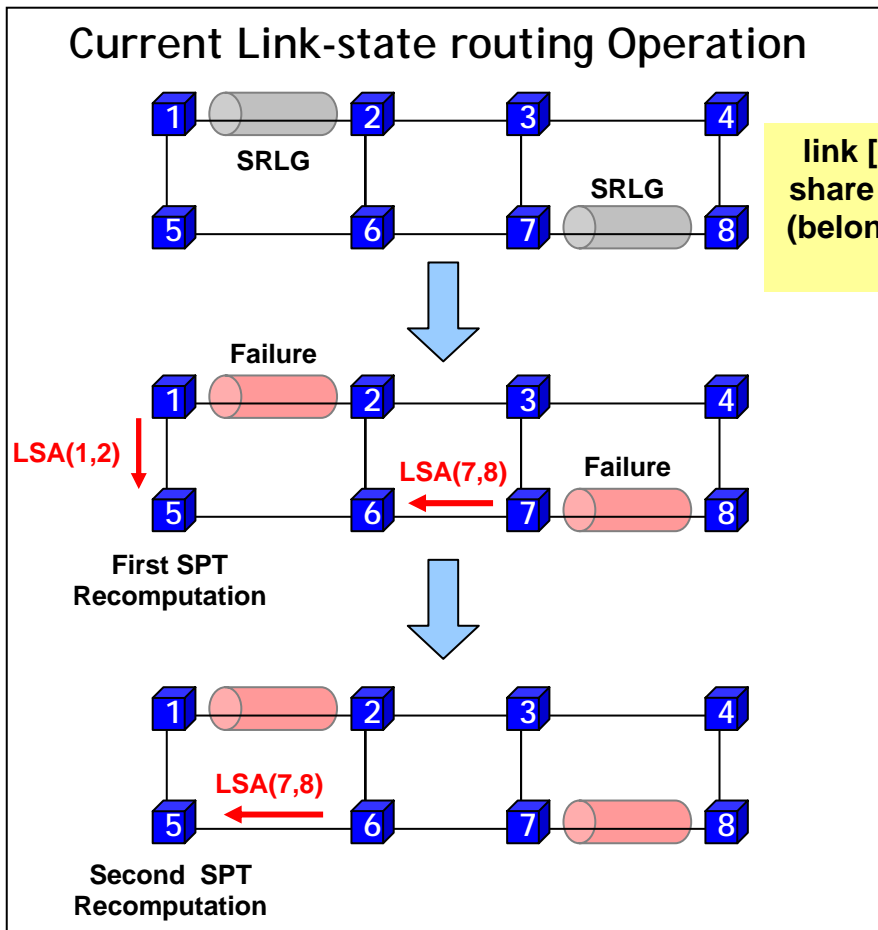 Current Link-state routing Operation
1
2
3
4
SRLG
SRLG
5
6
7
8
link [
share
(belon
Failure
1
2
3
4
LSA(1,2)
LSA(7,8)
Failure
5
6
7
8
First SPT
Recomputation
1
2
3
4
LSA(7,8)
5
6
7
8
Second SPT
Recomputation